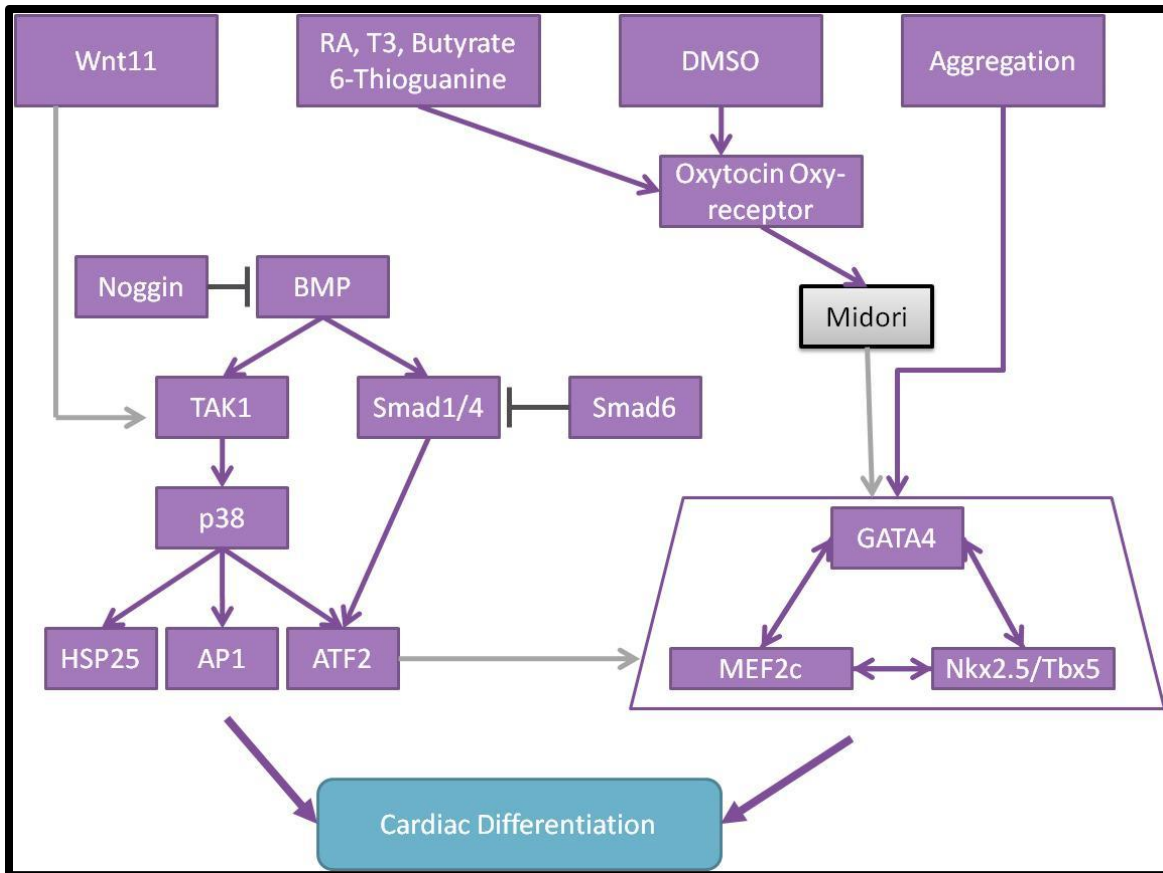 Wnt11
RA, T3, Butyrate
6-Thioguanine
DMSO
Aggregation
Oxytocin Oxy-
receptor
Noggin
BMP
Midori
TAK1
Smad1/4
Smad6
p38
GATA4
HSP25
AP1
ATF2
MEF2c
Nkx2.5/Tbx5
Cardiac Differentiation